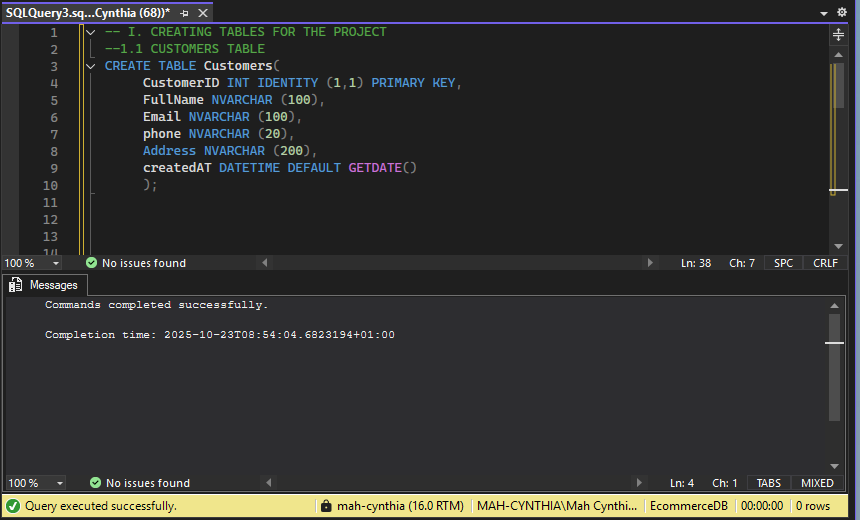 SQLQuery3.sq...Cynthia (68))*
1 -- I. CREATING TABLES FOR THE PROJECT
2 --1.1 CUSTOMERS TABLE
3 CREATE TABLE Customers(
4 CustomerID INT IDENTITY (1,1) PRIMARY KEY,
5 FullName NVARCHAR (100),
6 Email NVARCHAR (100),
7 phone NVARCHAR (20),
8 Address NVARCHAR (200),
9 createdAT DATETIME DEFAULT GETDATE()
10 );
11
12
13
14
100 % No issues found Ln: 38 Ch: 7 SPC CRLF
Messages
Commands completed successfully.
Completion time: 2025-10-23T08:54:04.6823194+01:00
100 % No issues found Ln: 4 Ch: 1 TABS MIXED
Query executed successfully. mah-cynthia (16.0 RTM) MAH-CYNTHIA\Mah Cynthi... EcommerceDB 00:00:00 0 rows